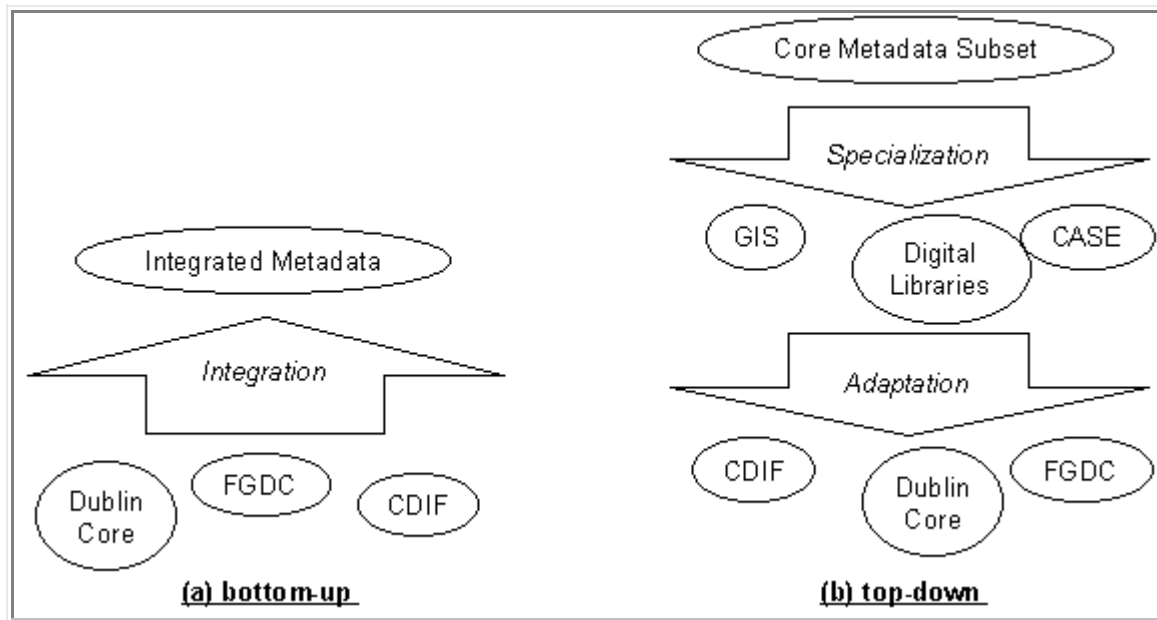 Integrated Metadata
Integration
Dublin
Core
FGDC
CDIF
(a) bottom-up
Core Metadata Subset
Specialization
GIS
Digital
Libraries
CASE
Adaptation
CDIF
Dublin
Core
FGDC
(b) top-down